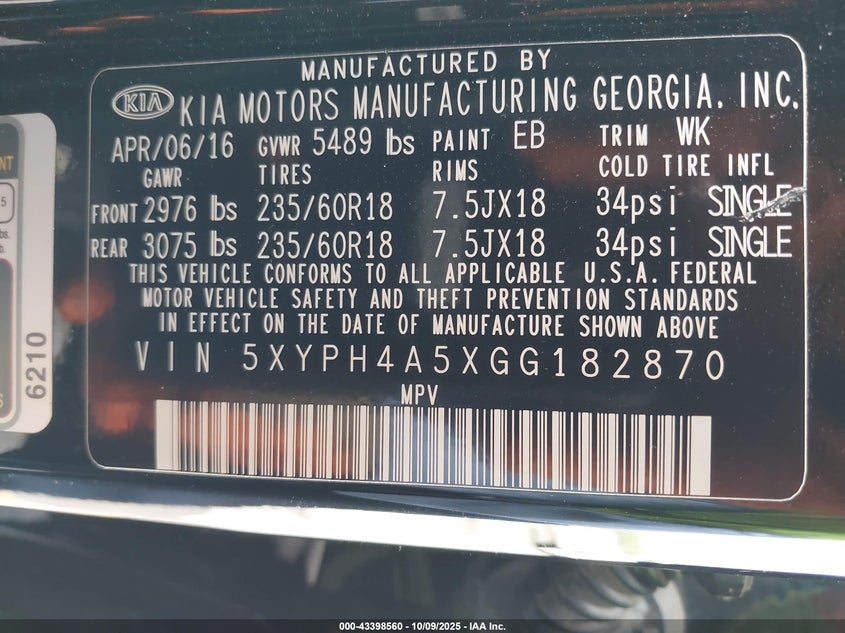 MANUFACTURED BY
KIA KIA MOTORS MANUFACTURING GEORGIA, INC.
APR/06/16 GVWR 5489 lbs PAINT EB TRIM WK
GAWR TIRES RIMS COLD TIRE INFL
FRONT 2976 lbs 235/60R18 7.5JX18 34psi SINGLE
REAR 3075 lbs 235/60R18 7.5JX18 34psi SINGLE
THIS VEHICLE CONFORMS TO ALL APPLICABLE U.S.A. FEDERAL
MOTOR VEHICLE SAFETY AND THEFT PREVENTION STANDARDS
IN EFFECT ON THE DATE OF MANUFACTURE SHOWN ABOVE
VIN 5XYPH4A5XGG182870
MPV
6210
000-43398560 - 10/09/2025 - IAA Inc.